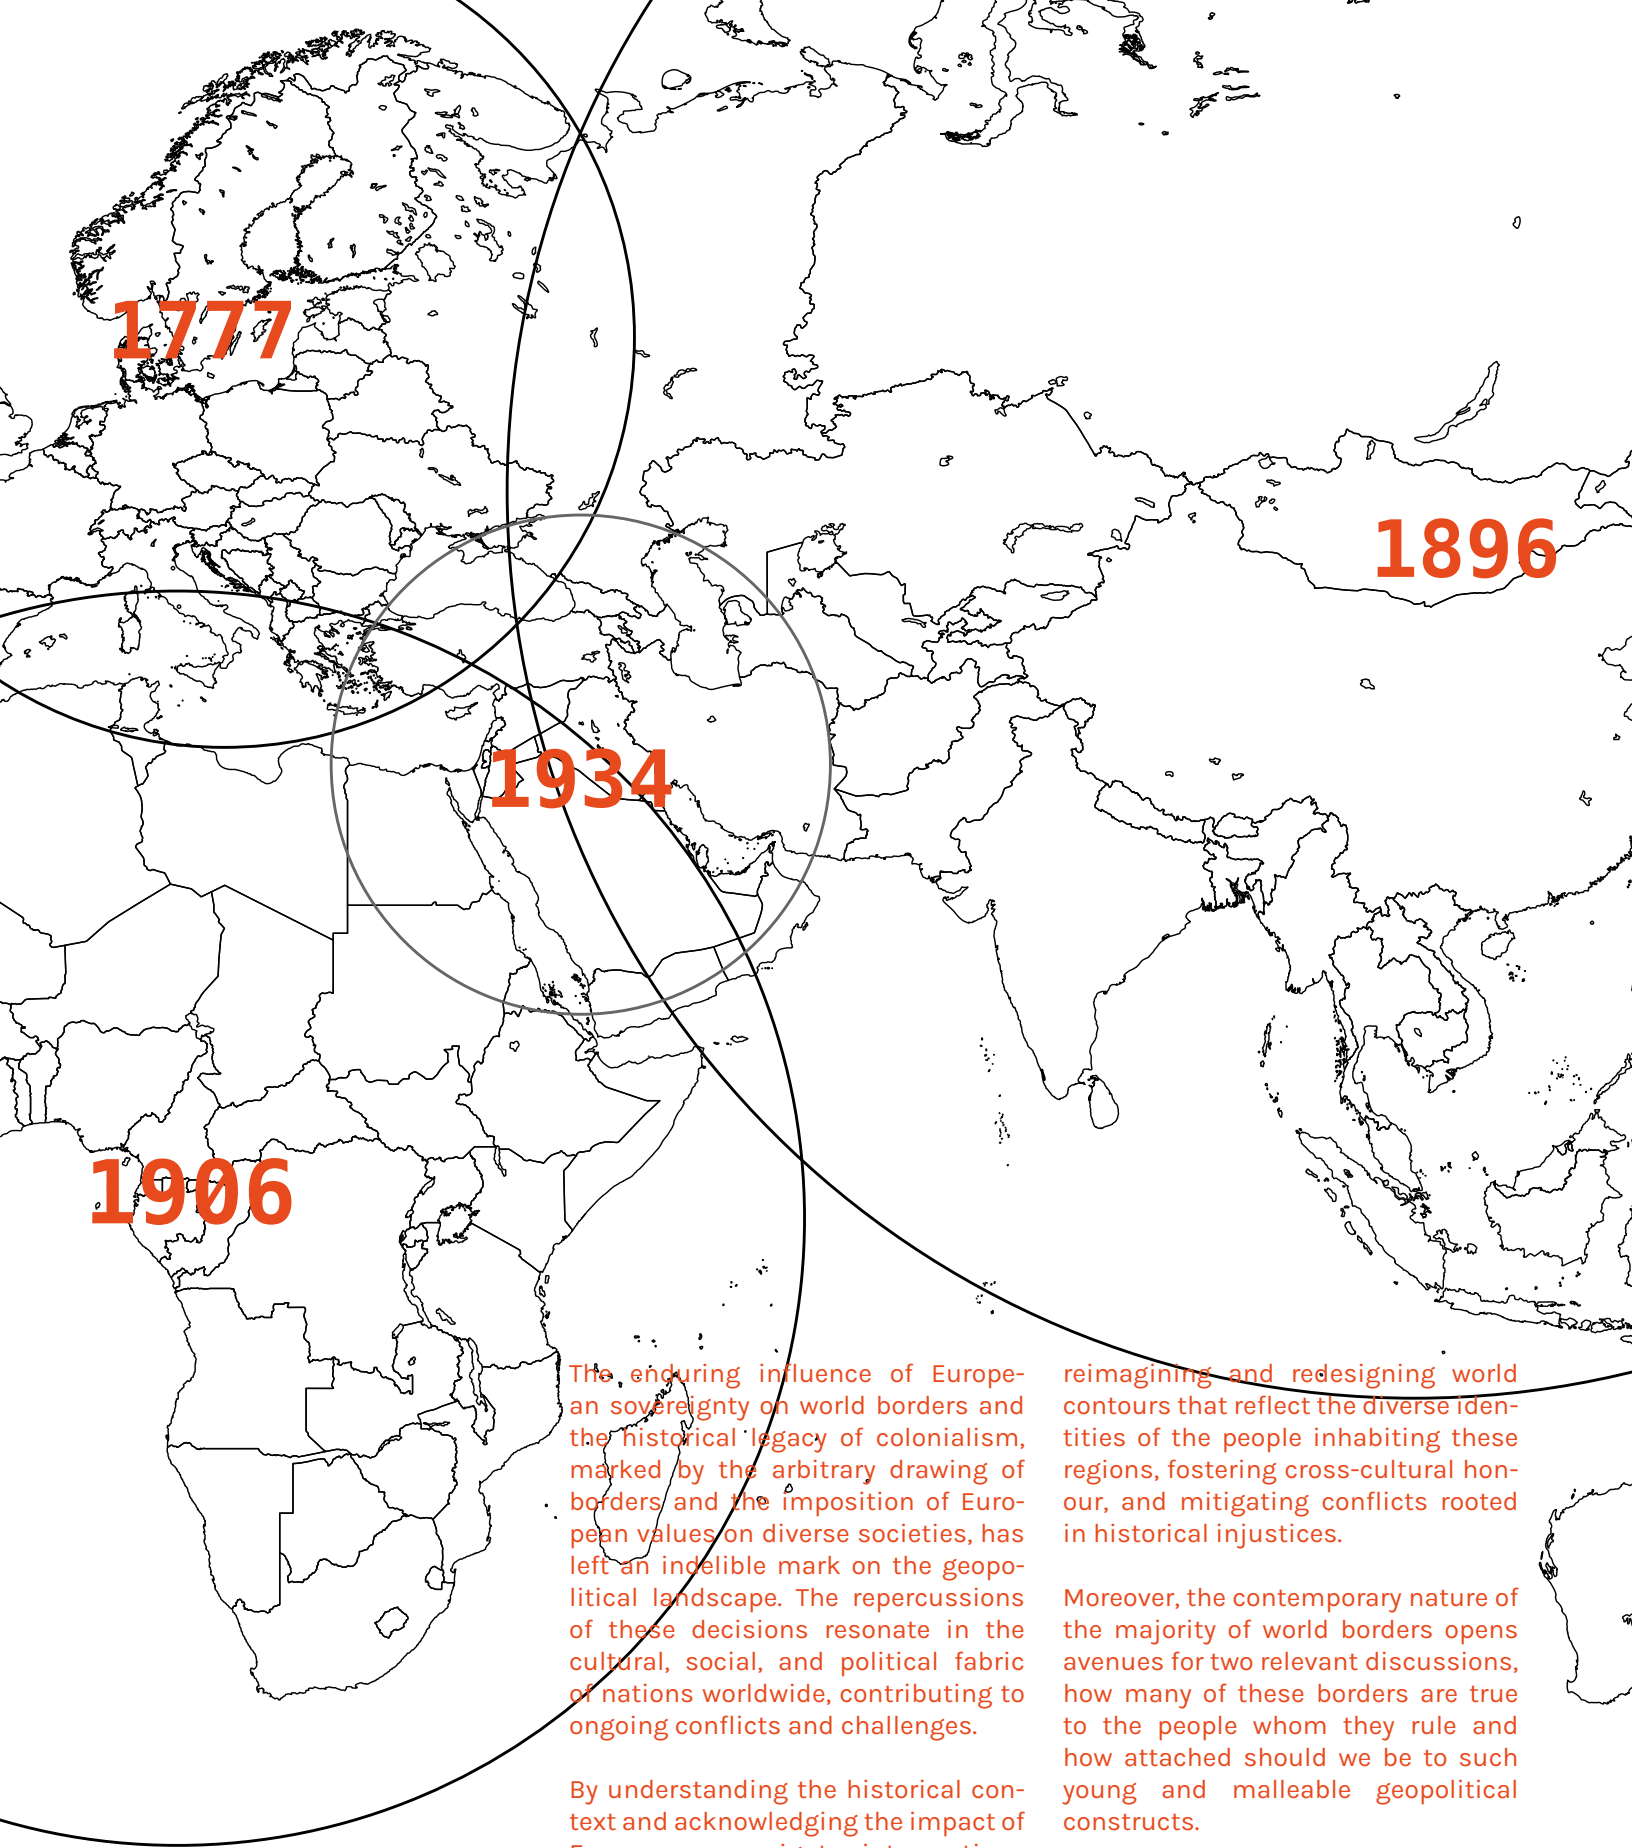 1777
1896
1934
1906
The enduring influence of Europe-
an sovereignty on world borders and
the historical legacy of colonialism,
marked by the arbitrary drawing of
borders and the imposition of Euro-
pean values on diverse societies, has
left an indelible mark on the geopo-
litical landscape. The repercussions
of these decisions resonate in the
cultural, social, and political fabric
of nations worldwide, contributing to
ongoing conflicts and challenges.
By understanding the historical con-
text and acknowledging the impact of
reimagining and redesigning world
contours that reflect the diverse iden-
tities of the people inhabiting these
regions, fostering cross-cultural hon-
our, and mitigating conflicts rooted
in historical injustices.
Moreover, the contemporary nature of
the majority of world borders opens
avenues for two relevant discussions,
how many of these borders are true
to the people whom they rule and
how attached should we be to such
young and malleable geopolitical
constructs.